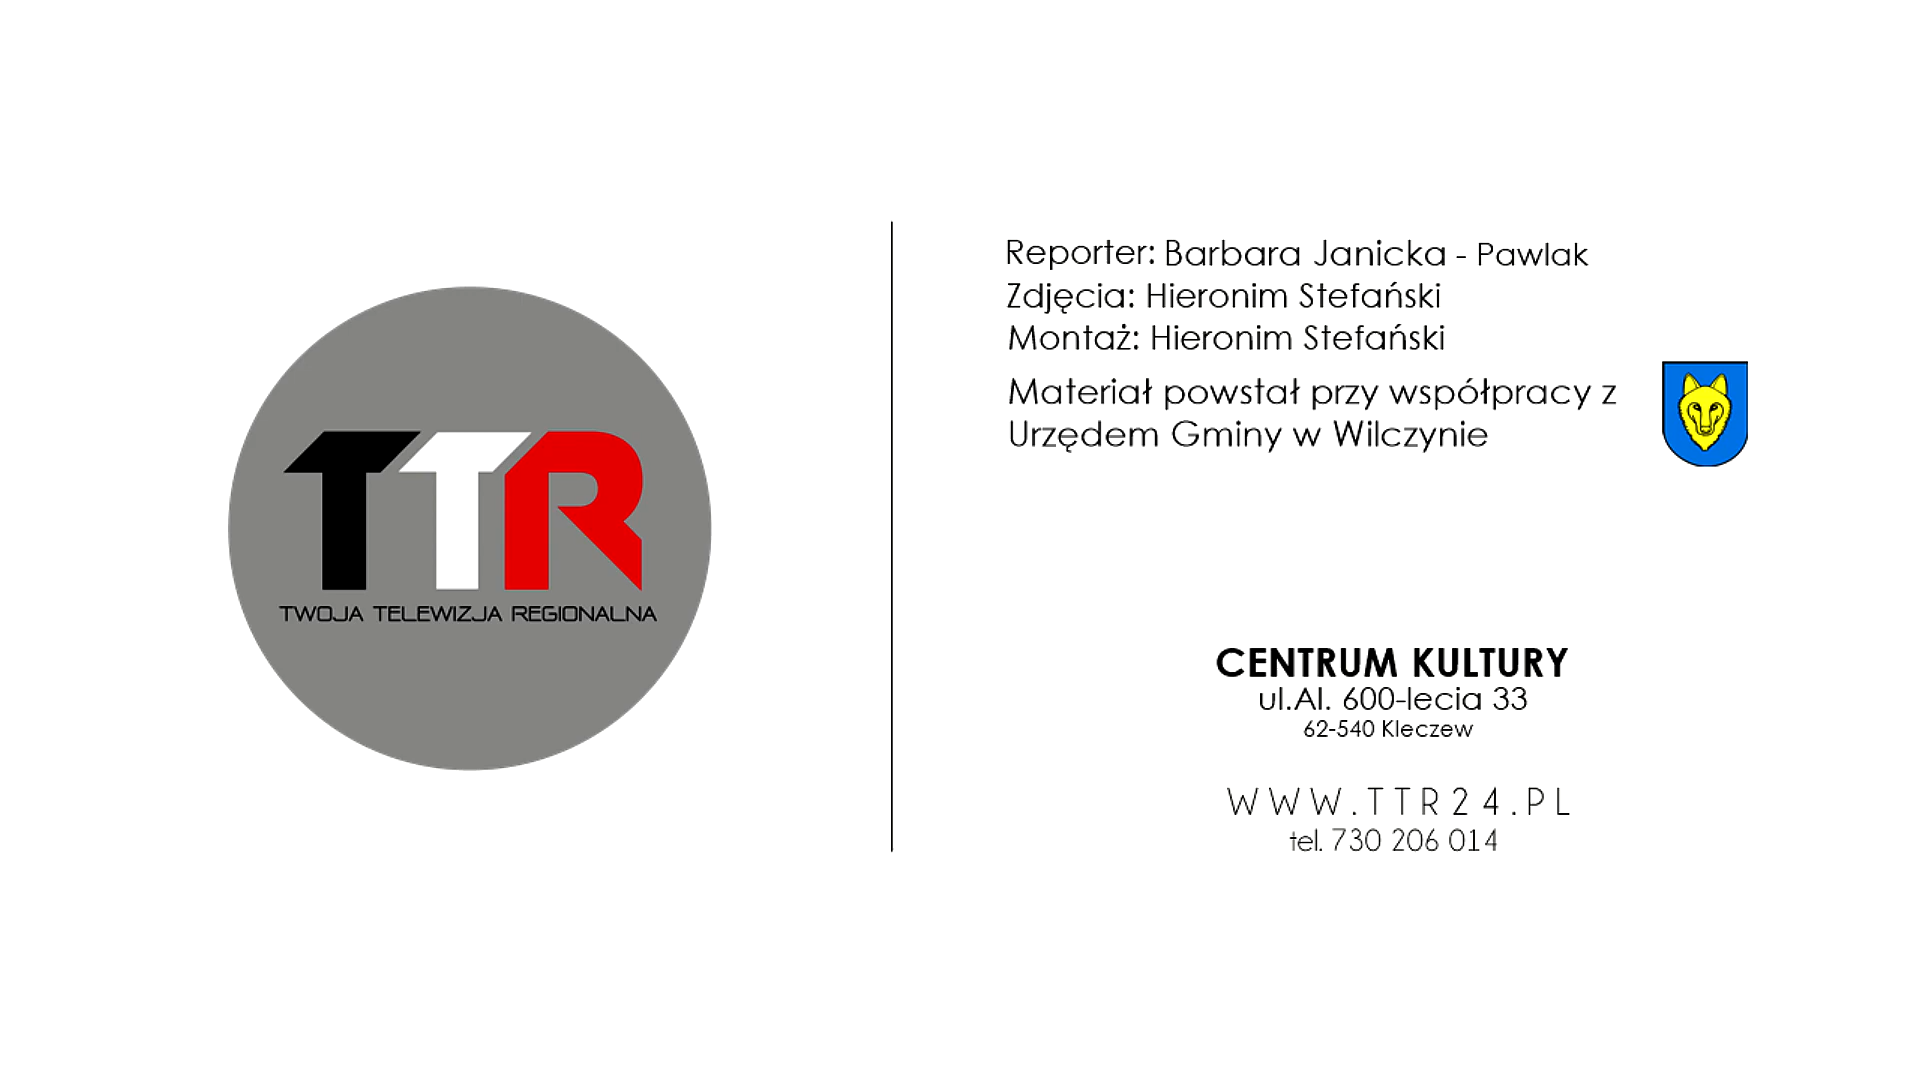 TTR
TWOJA TELEWIZJA REGIONALNA
Reporter: Barbara Janicka - Pawlak
Zdjęcia: Hieronim Stefański
Montaż: Hieronim Stefański
Materiał powstał przy współpracy z
Urzędem Gminy w Wilczynie
CENTRUM KULTURY
ul.Al. 600-lecia 33
62-540 Kleczew
WWW.TTR24.PL
tel. 730 206 014